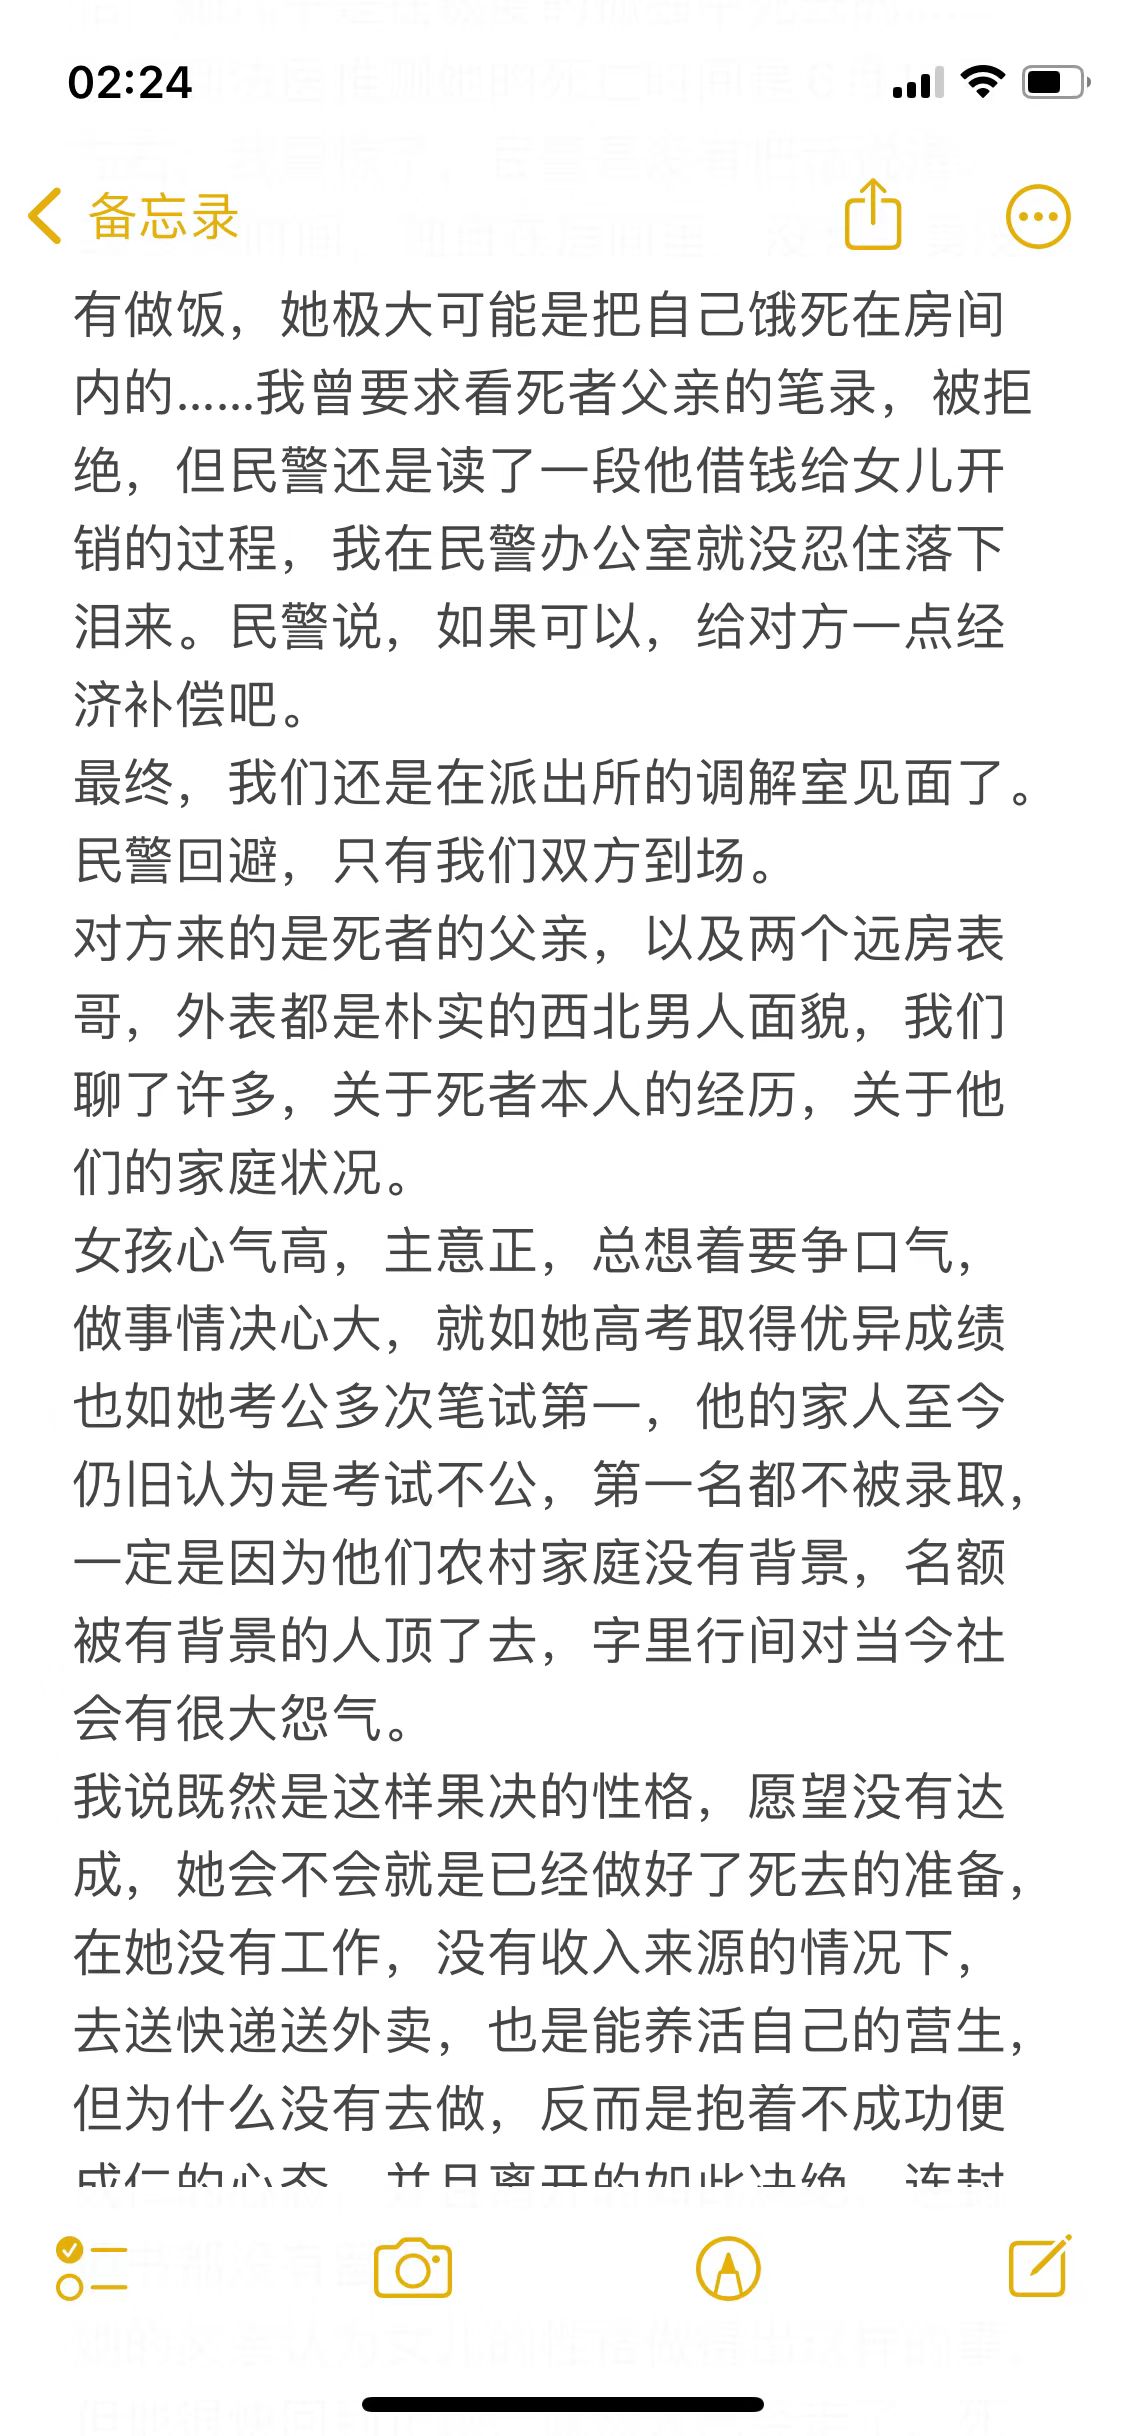 02:24
备忘录
有做饭，她极大可能是把自己饿死在房间
内的……我曾要求看死者父亲的笔录，被拒
绝，但民警还是读了一段他借钱给女儿开
销的过程，我在民警办公室就没忍住落下
泪来。民警说，如果可以，给对方一点经
济补偿吧。
最终，我们还是在派出所的调解室见面了。
民警回避，只有我们双方到场。
对方来的是死者的父亲，以及两个远房表
哥，外表都是朴实的西北男人面貌，我们
聊了许多，关于死者本人的经历，关于他
们的家庭状况。
女孩心气高，主意正，总想着要争口气，
做事情决心大，就如她高考取得优异成绩
也如她考公多次笔试第一，他的家人至今
仍旧认为是考试不公，第一名都不被录取，
一定是因为他们农村家庭没有背景，名额
被有背景的人顶了去，字里行间对当今社
会有很大怨气。
我说既然是这样果决的性格，愿望没有达
成，她会不会就是已经做好了死去的准备，
在她没有工作，没有收入来源的情况下，
去送快递送外卖，也是能养活自己的营生，
但为什么没有去做，反而是抱着不成功便
成仁的心态，并且离开的如此决绝，连封